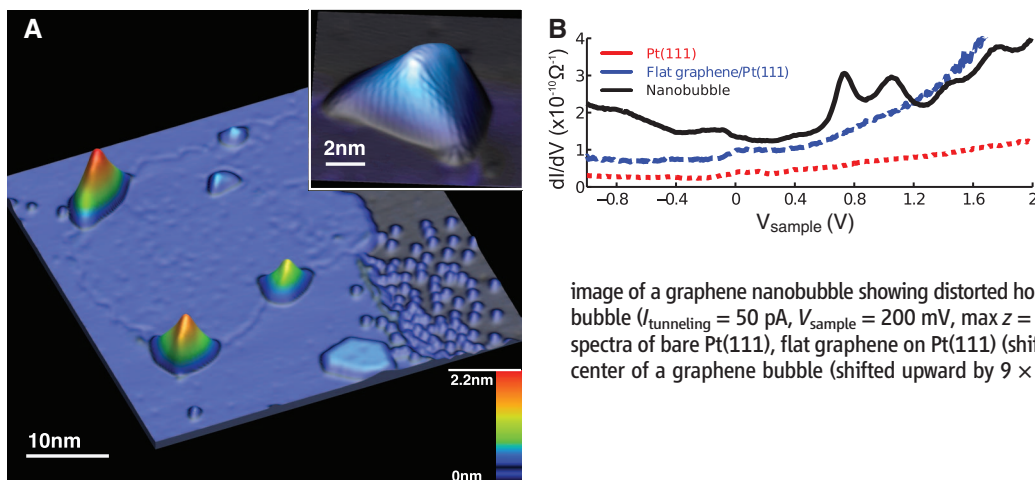 A
2nm
10nm
2.2nm
0nm
B
dI/dV (x10⁻¹⁰Ω⁻¹)
4
3
2
1
0
Pt(111)
Flat graphene/Pt(111)
Nanobubble
−0.8 −0.4 0 0.4 0.8 1.2 1.6 2
V_sample (V)
image of a graphene nanobubble showing distorted ho
bubble (I_tunneling = 50 pA, V_sample = 200 mV, max z =
spectra of bare Pt(111), flat graphene on Pt(111) (shif
center of a graphene bubble (shifted upward by 9 ×